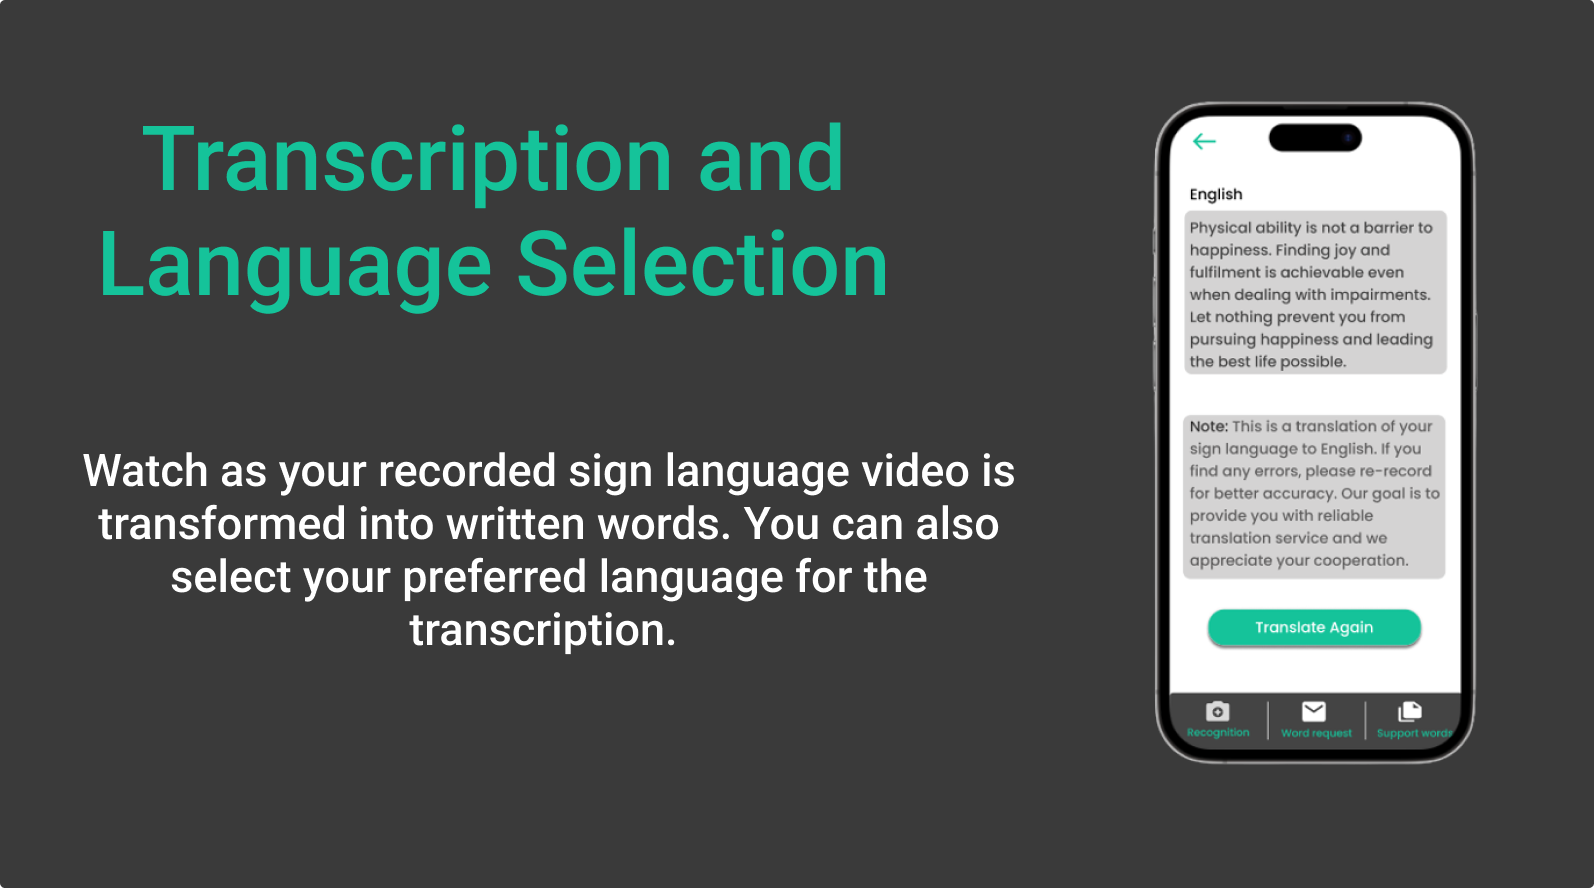 Transcription and
Language Selection
Watch as your recorded sign language video is
transformed into written words. You can also
select your preferred language for the
transcription.
English
Physical ability is not a barrier to
happiness. Finding joy and
fulfilment is achievable even
when dealing with impairments.
Let nothing prevent you from
pursuing happiness and leading
the best life possible.
Note: This is a translation of your
sign language to English. If you
find any errors, please re-record
for better accuracy. Our goal is to
provide you with reliable
translation service and we
appreciate your cooperation.
Translate Again
Recognition
Word request
Support words